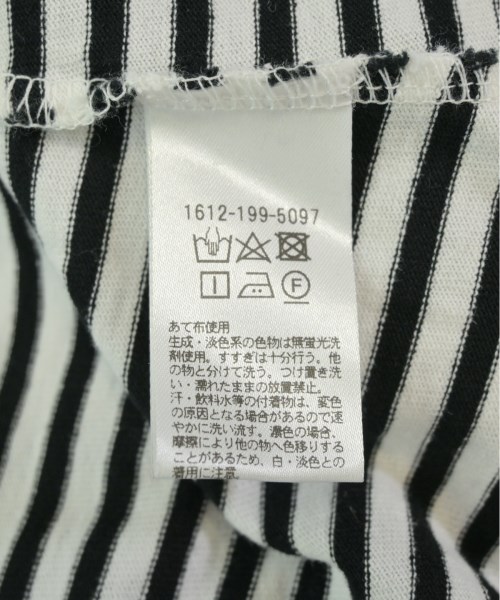 1612-199-5097
F
あて布使用
生成・淡色系の色物は無蛍光洗
剤使用。すすぎは十分行う。他
の物と分けて洗う。つけ置き洗
い・濡れたままの放置禁止。
汗・飲料水等の付着物は、変色
の原因となる場合があるので速
やかに洗い流す。濃色の場合、
摩擦により他の物へ色移りする
ことがあるため、白・淡色との
着用に注意